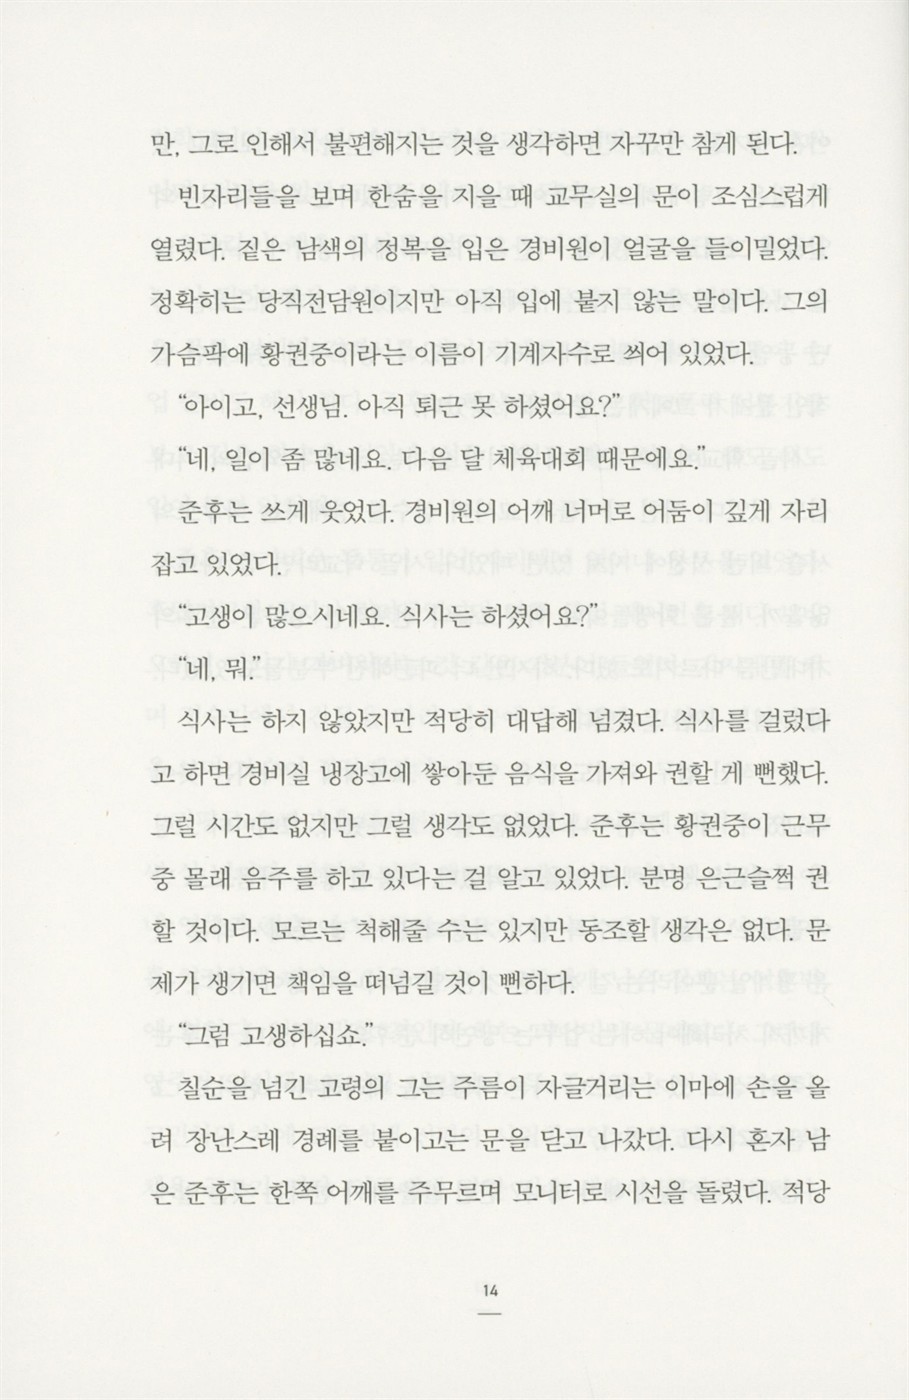 만, 그로 인해서 불편해지는 것을 생각하면 자꾸만 참게 된다.
빈자리들을 보며 한숨을 지을 때 교무실의 문이 조심스럽게
열렸다. 짙은 남색의 정복을 입은 경비원이 얼굴을 들이밀었다.
정확히는 당직전담원이지만 아직 입에 붙지 않는 말이다. 그의
가슴팍에 황권중이라는 이름이 기계자수로 씌어 있었다.
“아이고, 선생님. 아직 퇴근 못 하셨어요?”
“네, 일이 좀 많네요. 다음 달 체육대회 때문에요.”
준후는 쓰게 웃었다. 경비원의 어깨 너머로 어둠이 깊게 자리
잡고 있었다.
“고생이 많으시네요. 식사는 하셨어요?”
“네, 뭐.”
식사는 하지 않았지만 적당히 대답해 넘겼다. 식사를 걸렀다
고 하면 경비실 냉장고에 쌓아둔 음식을 가져와 권할 게 뻔했다.
그럴 시간도 없지만 그럴 생각도 없었다. 준후는 황권중이 근무
중 몰래 음주를 하고 있다는 걸 알고 있었다. 분명 은근슬쩍 권
할 것이다. 모르는 척해줄 수는 있지만 동조할 생각은 없다. 문
제가 생기면 책임을 떠넘길 것이 뻔하다.
“그럼 고생하십쇼.”
칠순을 넘긴 고령의 그는 주름이 자글거리는 이마에 손을 올
려 장난스레 경례를 붙이고는 문을 닫고 나갔다. 다시 혼자 남
은 준후는 한쪽 어깨를 주무르며 모니터로 시선을 돌렸다. 적당
14